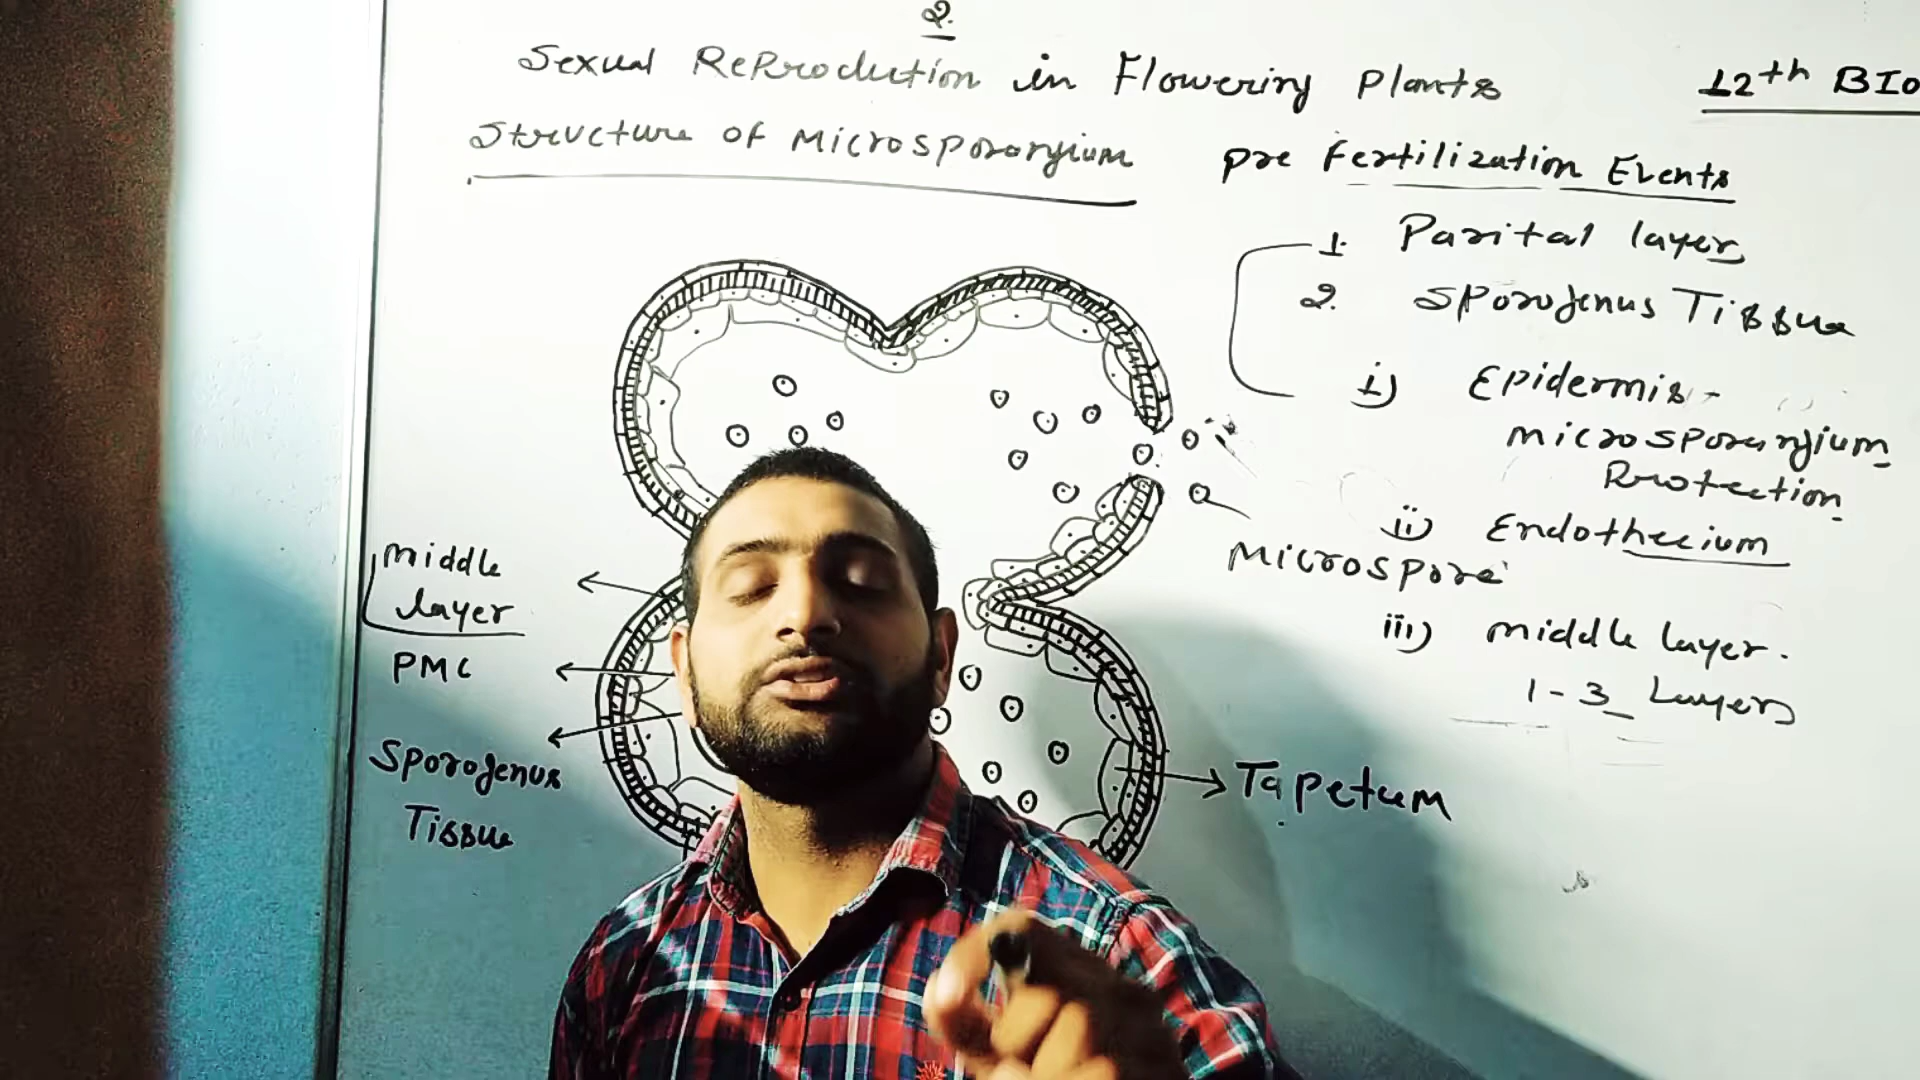 2.
Sexual Reprodution in Flowering Plants
12th BIO
Structure of Microsporangium
Pre Fertilization Events
1. Parital layer
2. Sporogenus Tissue
i) Epidermis -
Microsporangium
Protection
ii) Endothecium
Microspore
iii) middle layer.
1-3 Layers
middle
layer
PMC
Sporogenus
Tissue
Tapetum